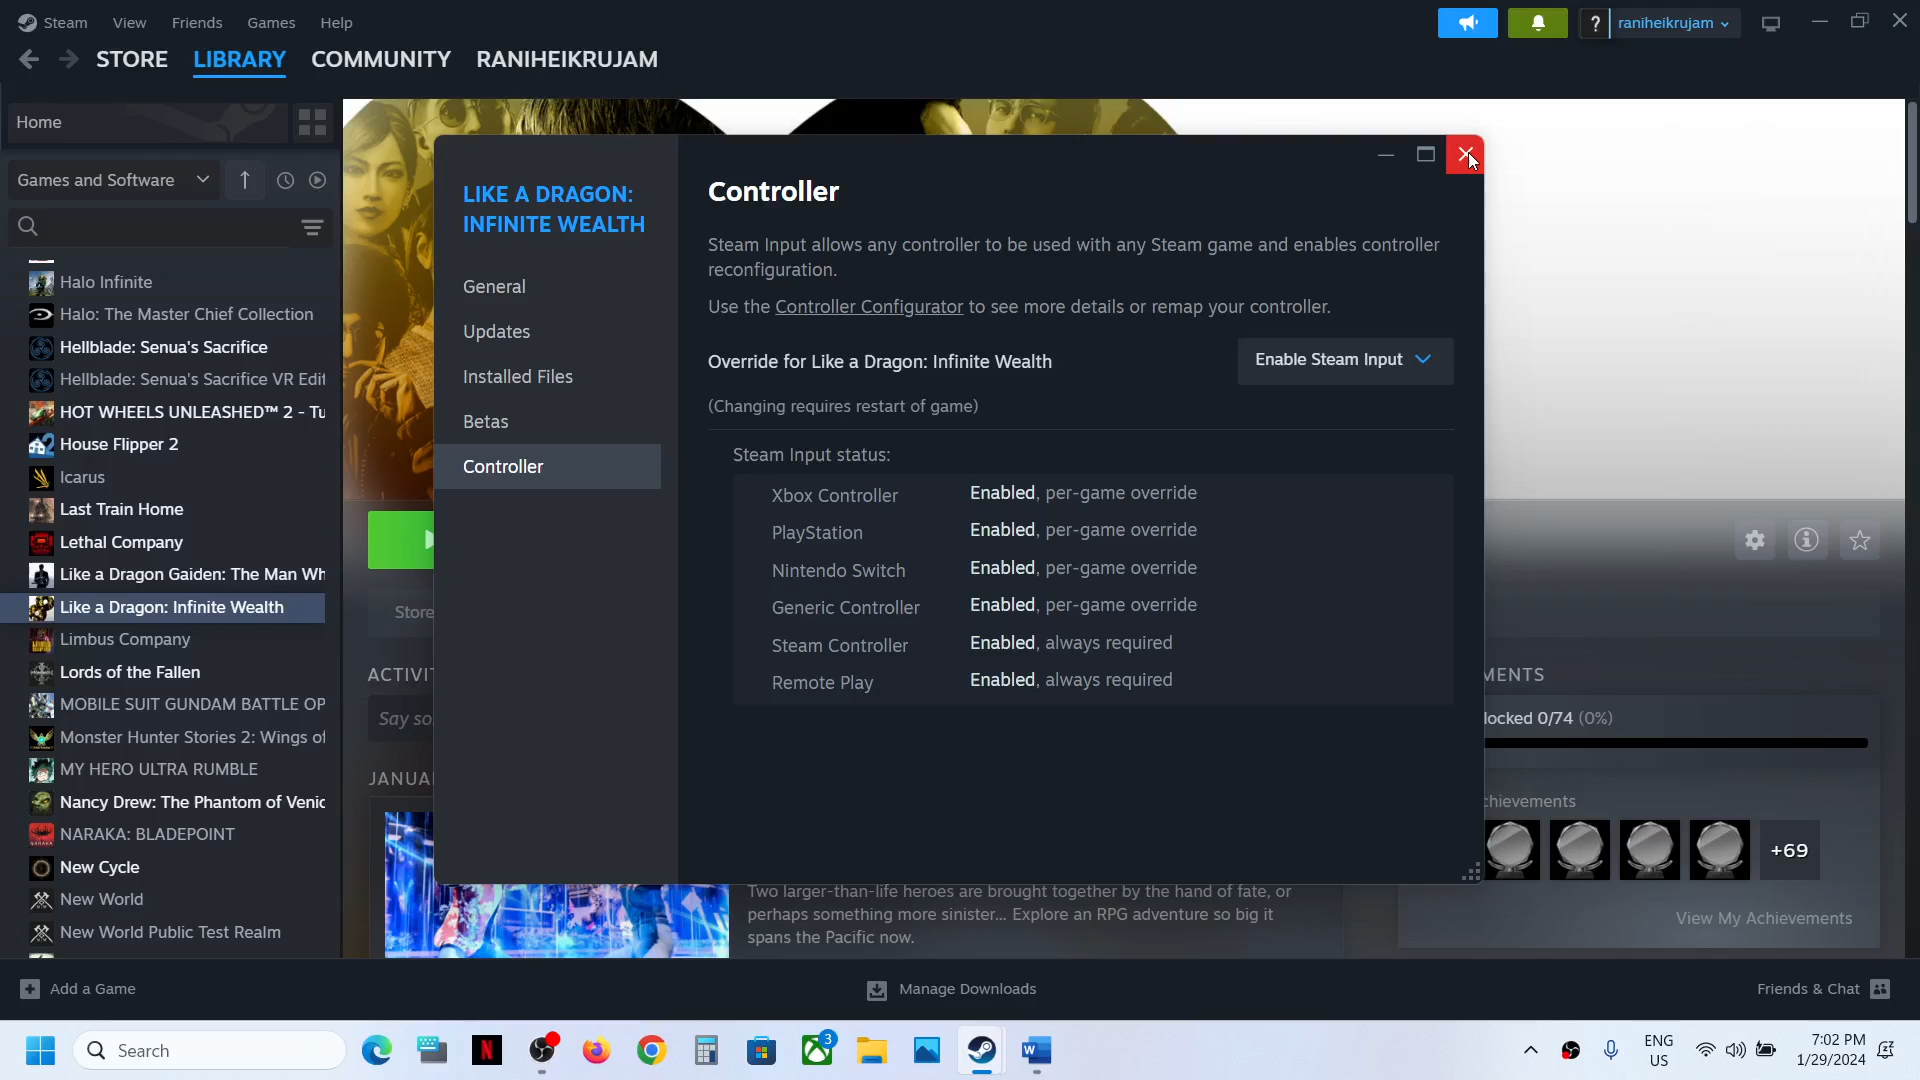 Steam
View
Friends
Games
Help
?
raniheikrujam
STORE
LIBRARY
COMMUNITY
RANIHEIKRUJAM
Home
Games and Software
Halo Infinite
Halo: The Master Chief Collection
Hellblade: Senua's Sacrifice
Hellblade: Senua's Sacrifice VR Edit
HOT WHEELS UNLEASHED™ 2 - Tu
House Flipper 2
Icarus
Last Train Home
Lethal Company
Like a Dragon Gaiden: The Man Wh
Like a Dragon: Infinite Wealth
Limbus Company
Lords of the Fallen
MOBILE SUIT GUNDAM BATTLE OP
Monster Hunter Stories 2: Wings of
MY HERO ULTRA RUMBLE
Nancy Drew: The Phantom of Venic
NARAKA: BLADEPOINT
New Cycle
New World
New World Public Test Realm
LIKE A DRAGON:
INFINITE WEALTH
General
Updates
Installed Files
Betas
Controller
Controller
Steam Input allows any controller to be used with any Steam game and enables controller
reconfiguration.
Use the Controller Configurator to see more details or remap your controller.
Override for Like a Dragon: Infinite Wealth
Enable Steam Input
(Changing requires restart of game)
Steam Input status:
Xbox Controller Enabled, per-game override
PlayStation Enabled, per-game override
Nintendo Switch Enabled, per-game override
Generic Controller Enabled, per-game override
Steam Controller Enabled, always required
Remote Play Enabled, always required
Store
ACTIVIT
Say so
JANUA
Two larger-than-life heroes are brought together by the hand of fate, or
perhaps something more sinister... Explore an RPG adventure so big it
spans the Pacific now.
MENTS
locked 0/74 (0%)
chievements
+69
View My Achievements
Add a Game
Manage Downloads
Friends & Chat
Search
3
ENG
US
7:02 PM
1/29/2024